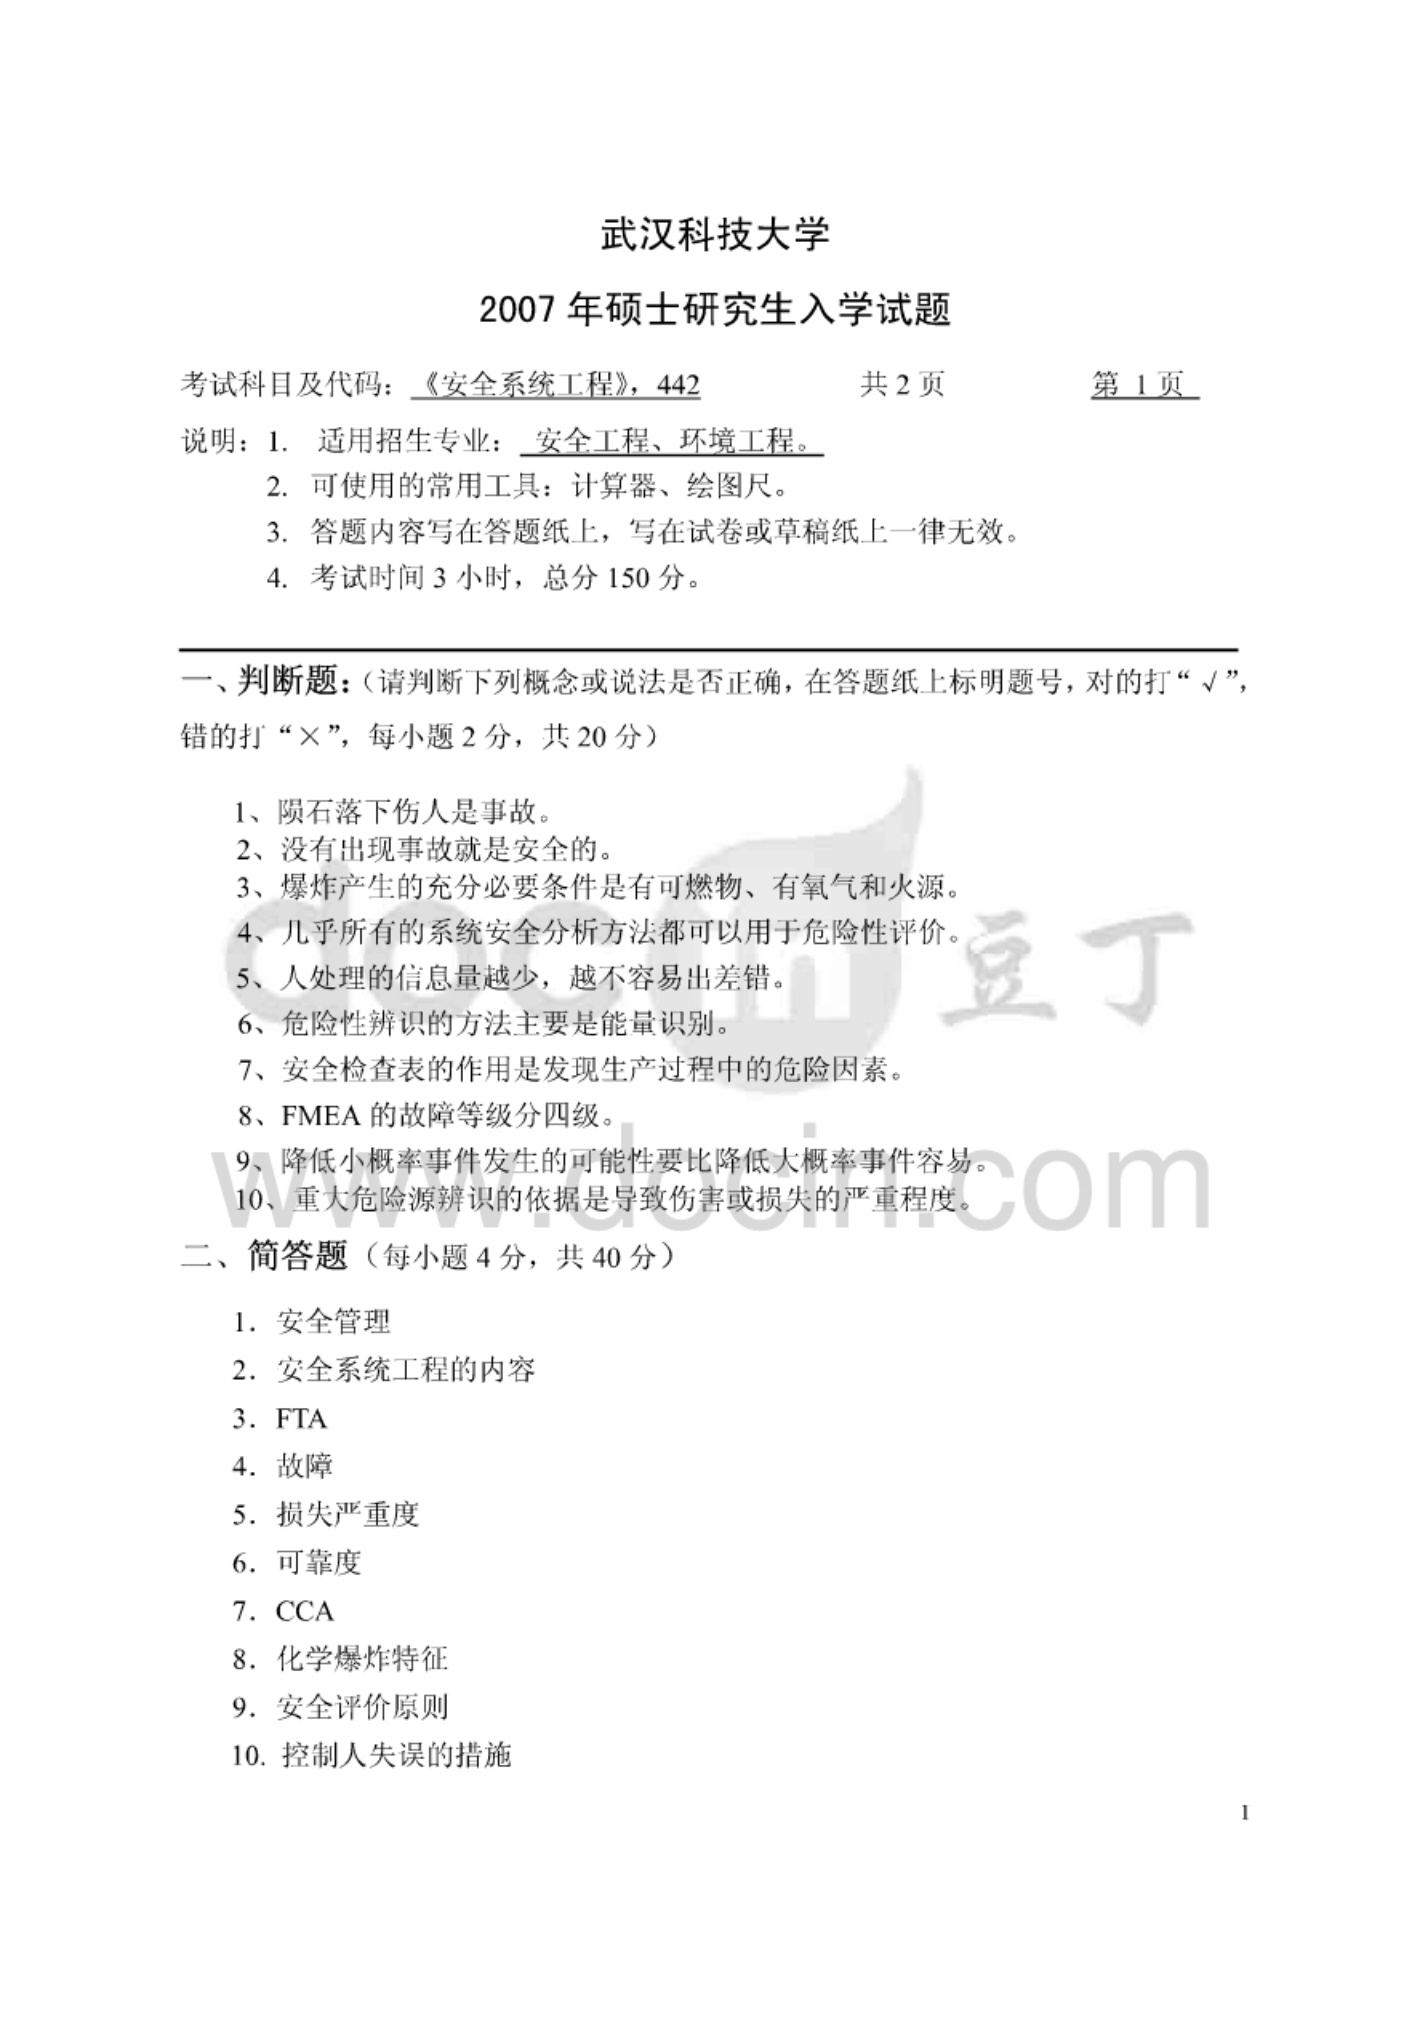 武汉科技大学
2007 年硕士研究生入学试题
考试科目及代码：《安全系统工程》，442 共 2 页 第 1 页
说明：1. 适用招生专业： 安全工程、环境工程。
2. 可使用的常用工具：计算器、绘图尺。
3. 答题内容写在答题纸上，写在试卷或草稿纸上一律无效。
4. 考试时间 3 小时，总分 150 分。
一、判断题：（请判断下列概念或说法是否正确，在答题纸上标明题号，对的打“√”，
错的打“×”，每小题 2 分，共 20 分）
1、陨石落下伤人是事故。
2、没有出现事故就是安全的。
3、爆炸产生的充分必要条件是有可燃物、有氧气和火源。
4、几乎所有的系统安全分析方法都可以用于危险性评价。
5、人处理的信息量越少，越不容易出差错。
6、危险性辨识的方法主要是能量识别。
7、安全检查表的作用是发现生产过程中的危险因素。
8、FMEA 的故障等级分四级。
9、降低小概率事件发生的可能性要比降低大概率事件容易。
10、重大危险源辨识的依据是导致伤害或损失的严重程度。
docin 豆丁
www.docin.com
二、简答题（每小题 4 分，共 40 分）
1．安全管理
2．安全系统工程的内容
3．FTA
4．故障
5．损失严重度
6．可靠度
7．CCA
8．化学爆炸特征
9．安全评价原则
10. 控制人失误的措施
1